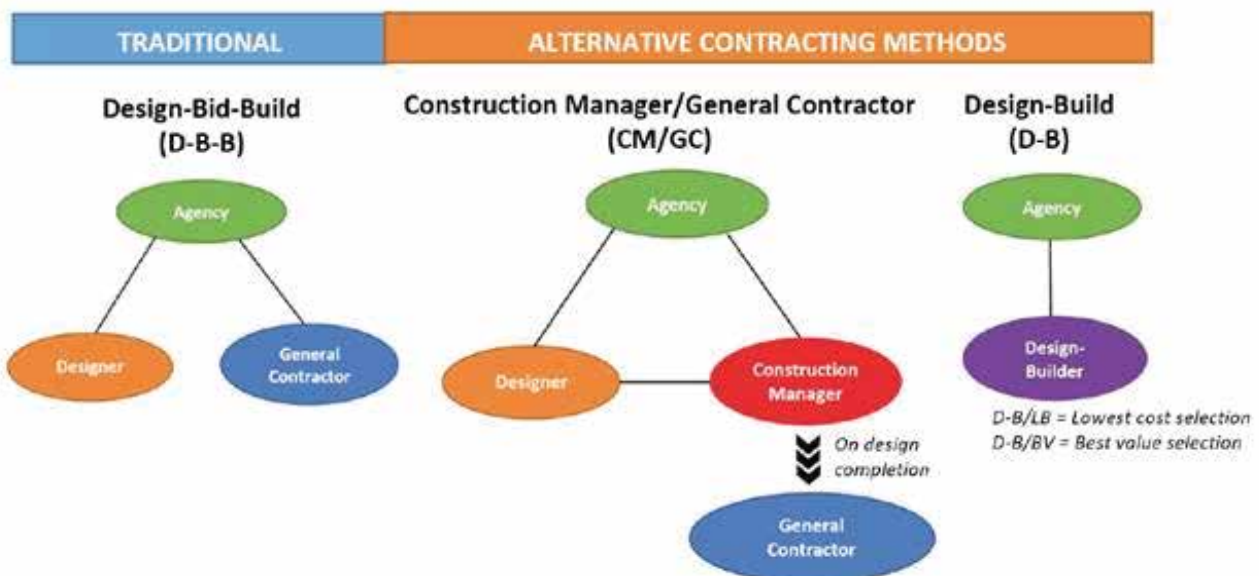 TRADITIONAL
ALTERNATIVE CONTRACTING METHODS
Design-Bid-Build
(D-B-B)
Agency
Designer
General
Contractor
Construction Manager/General Contractor
(CM/GC)
Agency
Designer
Construction
Manager
On design
completion
General
Contractor
Design-Build
(D-B)
Agency
Design-
Builder
D-B/LB = Lowest cost selection
D-B/BV = Best value selection